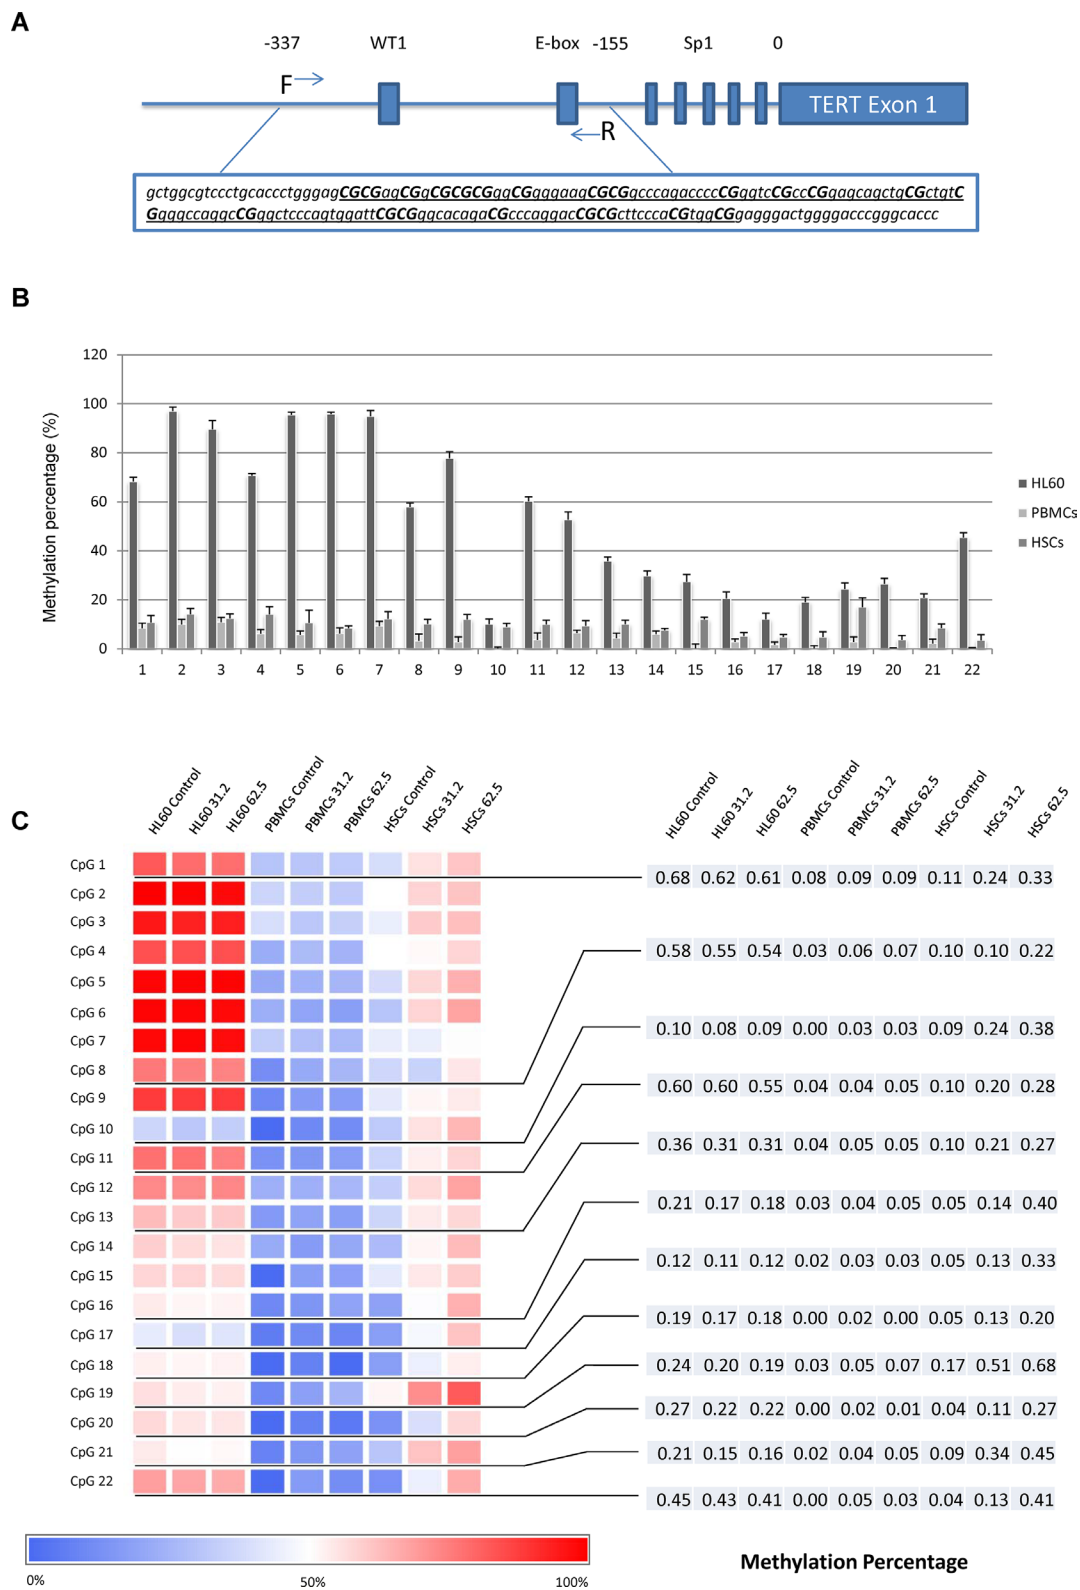 A
-337 WT1 E-box -155 Sp1 0
F
TERT Exon 1
R
gctggcgtccctgcaccctgggagCGCGagCGgCGCGCGggCGgggaagCGCGgcccagaccccCGggtcCGccCGgagcagctgCGctgtC
GgggccaggcCGggctcccagtggattCGCGggcacagaCGcccaggacCGCGcttcccaCGtggCGgagggactggggacccgggcaccc
B
Methylation percentage (%)
120
100
80
60
40
20
0
1 2 3 4 5 6 7 8 9 10 11 12 13 14 15 16 17 18 19 20 21 22
HL60
PBMCs
HSCs
C
HL60 Control HL60 31.2 HL60 62.5 PBMCs Control PBMCs 31.2 PBMCs 62.5 HSCs Control HSCs 31.2 HSCs 62.5
HL60 Control HL60 31.2 HL60 62.5 PBMCs Control PBMCs 31.2 PBMCs 62.5 HSCs Control HSCs 31.2 HSCs 62.5
CpG 1
CpG 2
CpG 3
CpG 4
CpG 5
CpG 6
CpG 7
CpG 8
CpG 9
CpG 10
CpG 11
CpG 12
CpG 13
CpG 14
CpG 15
CpG 16
CpG 17
CpG 18
CpG 19
CpG 20
CpG 21
CpG 22
0.68 0.62 0.61 0.08 0.09 0.09 0.11 0.24 0.33
0.58 0.55 0.54 0.03 0.06 0.07 0.10 0.10 0.22
0.10 0.08 0.09 0.00 0.03 0.03 0.09 0.24 0.38
0.60 0.60 0.55 0.04 0.04 0.05 0.10 0.20 0.28
0.36 0.31 0.31 0.04 0.05 0.05 0.10 0.21 0.27
0.21 0.17 0.18 0.03 0.04 0.05 0.05 0.14 0.40
0.12 0.11 0.12 0.02 0.03 0.03 0.05 0.13 0.33
0.19 0.17 0.18 0.00 0.02 0.00 0.05 0.13 0.20
0.24 0.20 0.19 0.03 0.05 0.07 0.17 0.51 0.68
0.27 0.22 0.22 0.00 0.02 0.01 0.04 0.11 0.27
0.21 0.15 0.16 0.02 0.04 0.05 0.09 0.34 0.45
0.45 0.43 0.41 0.00 0.05 0.03 0.04 0.13 0.41
0% 50% 100%
Methylation Percentage